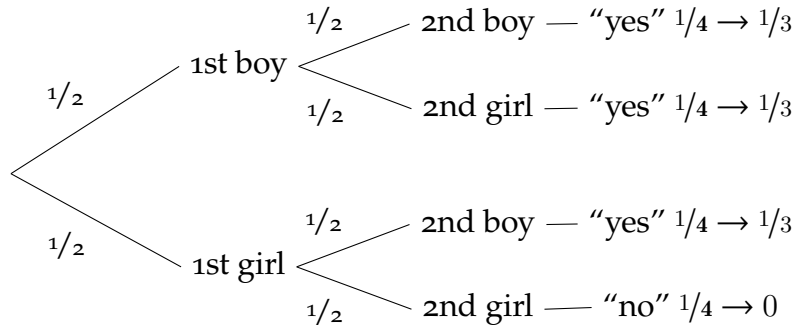 1/2 2nd boy — “yes” 1/4 → 1/3
1st boy
1/2
1/2 2nd girl — “yes” 1/4 → 1/3
1/2 2nd boy — “yes” 1/4 → 1/3
1/2
1st girl
1/2 2nd girl — “no” 1/4 → 0